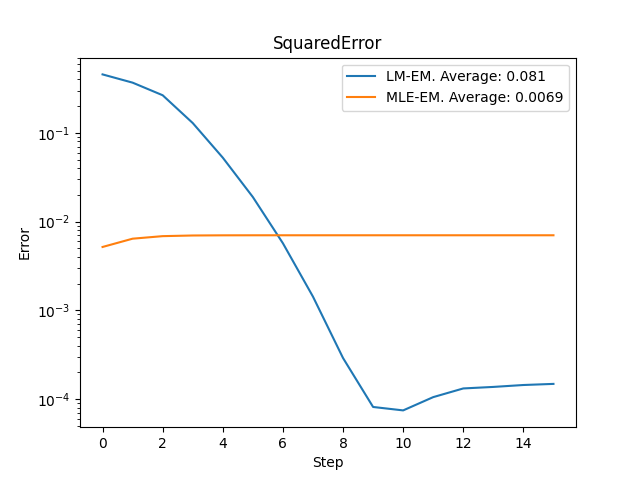 SquaredError
LM-EM. Average: 0.081
MLE-EM. Average: 0.0069
Error
10⁻¹
10⁻²
10⁻³
10⁻⁴
0 2 4 6 8 10 12 14
Step